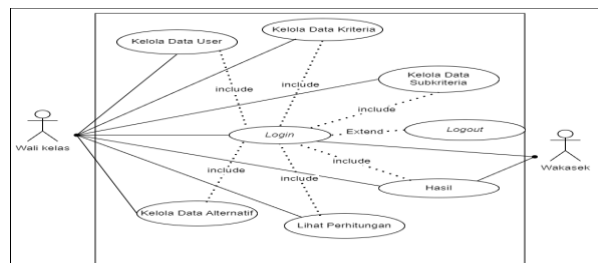 Kelola Data User
Kelola Data Kriteria
Kelola Data
Subkriteria
include
include
include
Login
Extend
Logout
Wali kelas
Wakasek
include
include
include
Hasil
Kelola Data Alternatif
Lihat Perhitungan